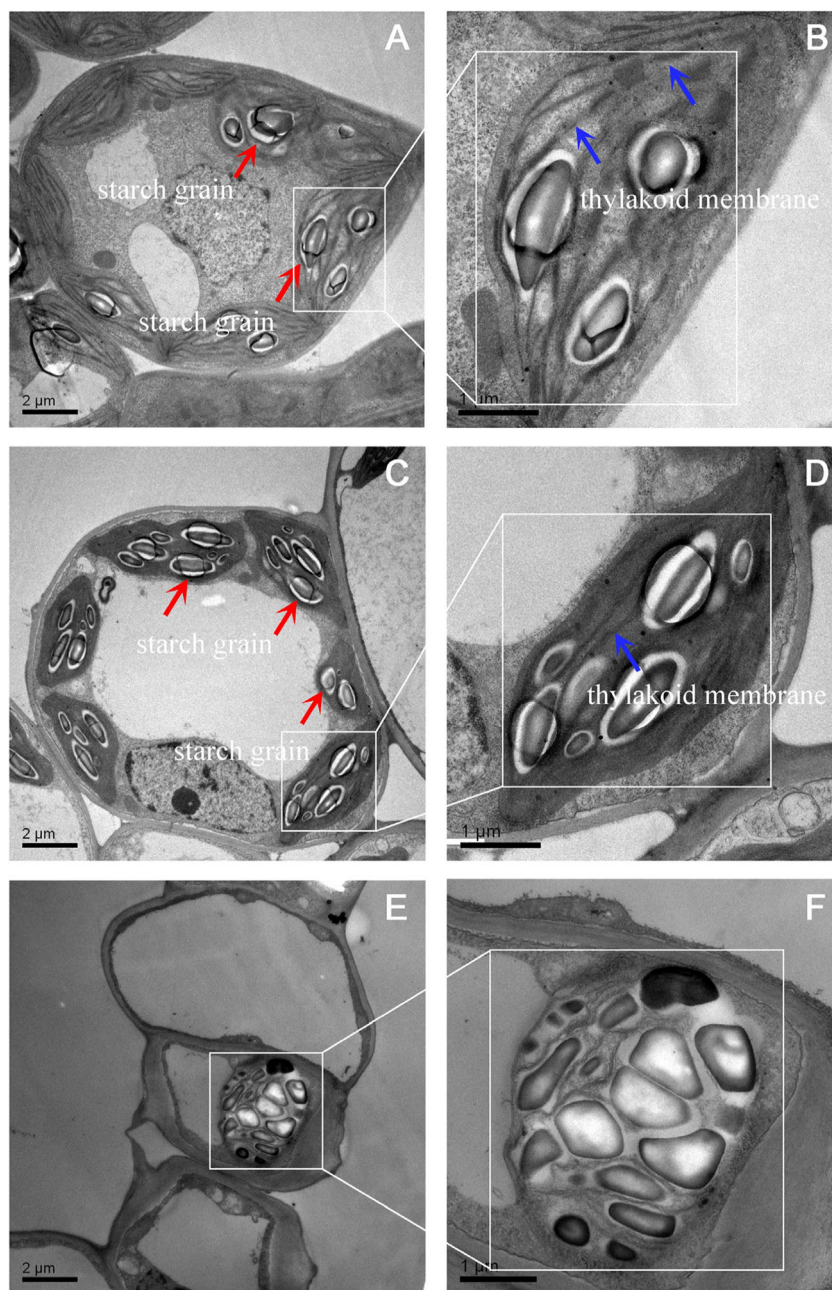 A
starch grain
starch grain
2 µm
B
thylakoid membrane
1 µm
C
starch grain
starch grain
2 µm
D
thylakoid membrane
1 µm
E
2 µm
F
1 µm